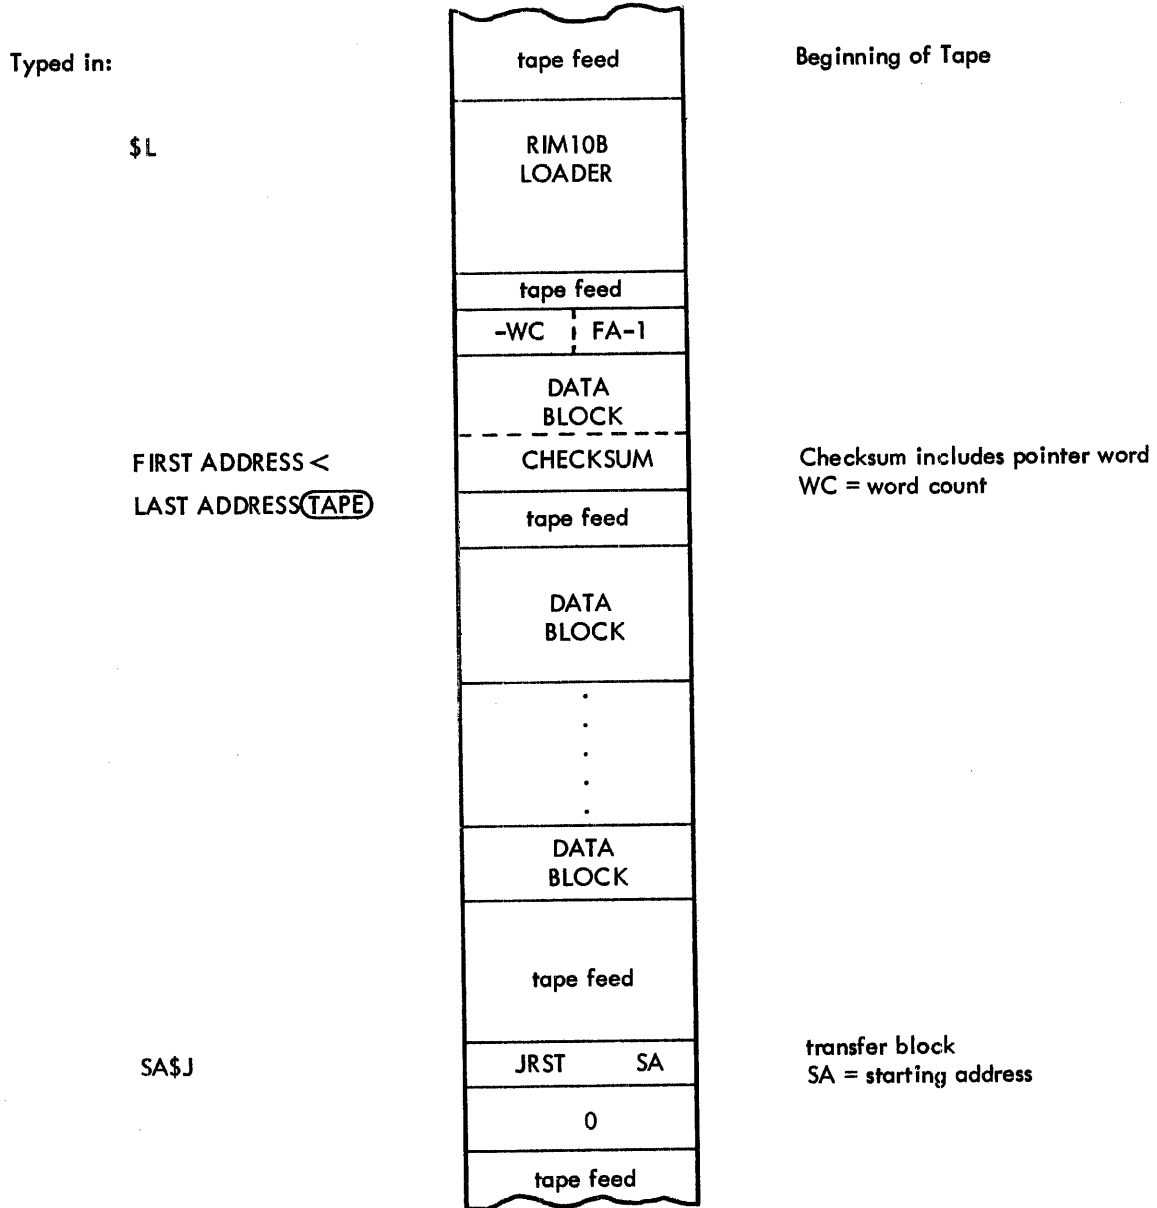 tape feed
Typed in:
Beginning of Tape
$L
RIM10B
LOADER
tape feed
-WC FA-1
DATA
BLOCK
FIRST ADDRESS <
CHECKSUM
Checksum includes pointer word
WC = word count
LAST ADDRESS TAPE
tape feed
DATA
BLOCK
.
.
.
.
.
DATA
BLOCK
tape feed
SA$J
JRST SA
transfer block
SA = starting address
0
tape feed